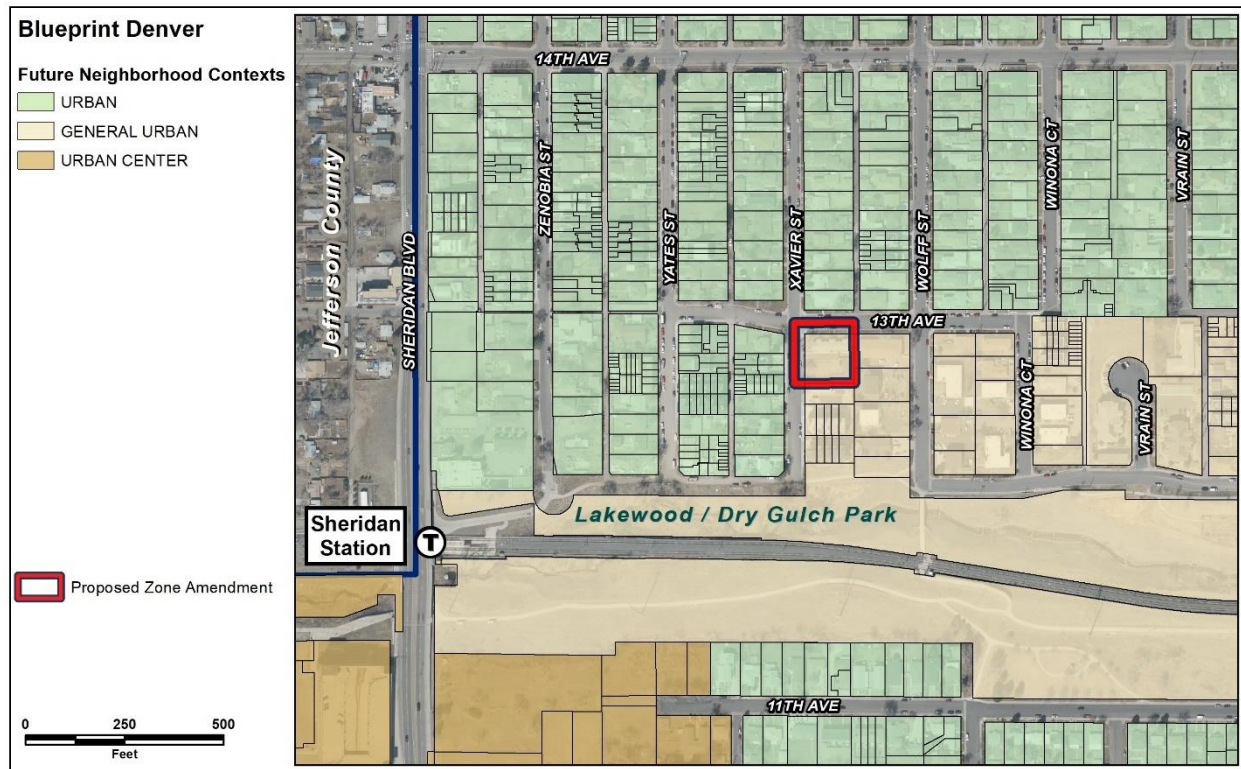 Blueprint Denver
Future Neighborhood Contexts
URBAN
GENERAL URBAN
URBAN CENTER
Proposed Zone Amendment
0 250 500
Feet
14TH AVE
Jefferson County
SHERIDAN BLVD
ZENOBIA ST
YATES ST
XAVIER ST
WOLFF ST
WINONA CT
VRAIN ST
13TH AVE
WINONA CT
VRAIN ST
Lakewood / Dry Gulch Park
Sheridan
Station
T
11TH AVE